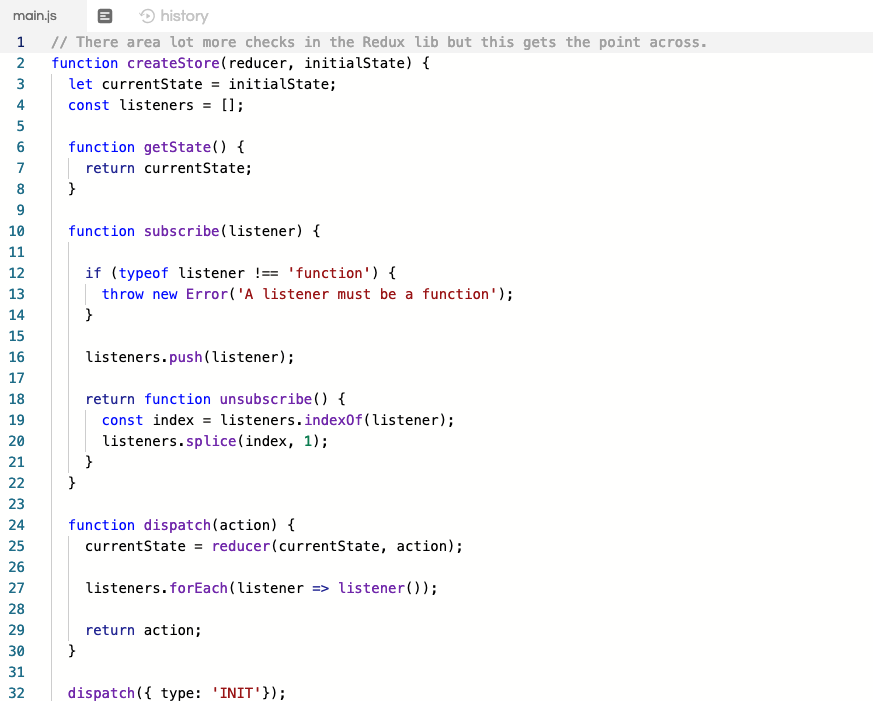 main.js history
1 // There area lot more checks in the Redux lib but this gets the point across.
2 function createStore(reducer, initialState) {
3   let currentState = initialState;
4   const listeners = [];
5
6   function getState() {
7     return currentState;
8   }
9
10   function subscribe(listener) {
11
12     if (typeof listener !== 'function') {
13       throw new Error('A listener must be a function');
14     }
15
16     listeners.push(listener);
17
18     return function unsubscribe() {
19       const index = listeners.indexOf(listener);
20       listeners.splice(index, 1);
21     }
22   }
23
24   function dispatch(action) {
25     currentState = reducer(currentState, action);
26
27     listeners.forEach(listener => listener());
28
29     return action;
30   }
31
32   dispatch({ type: 'INIT'});